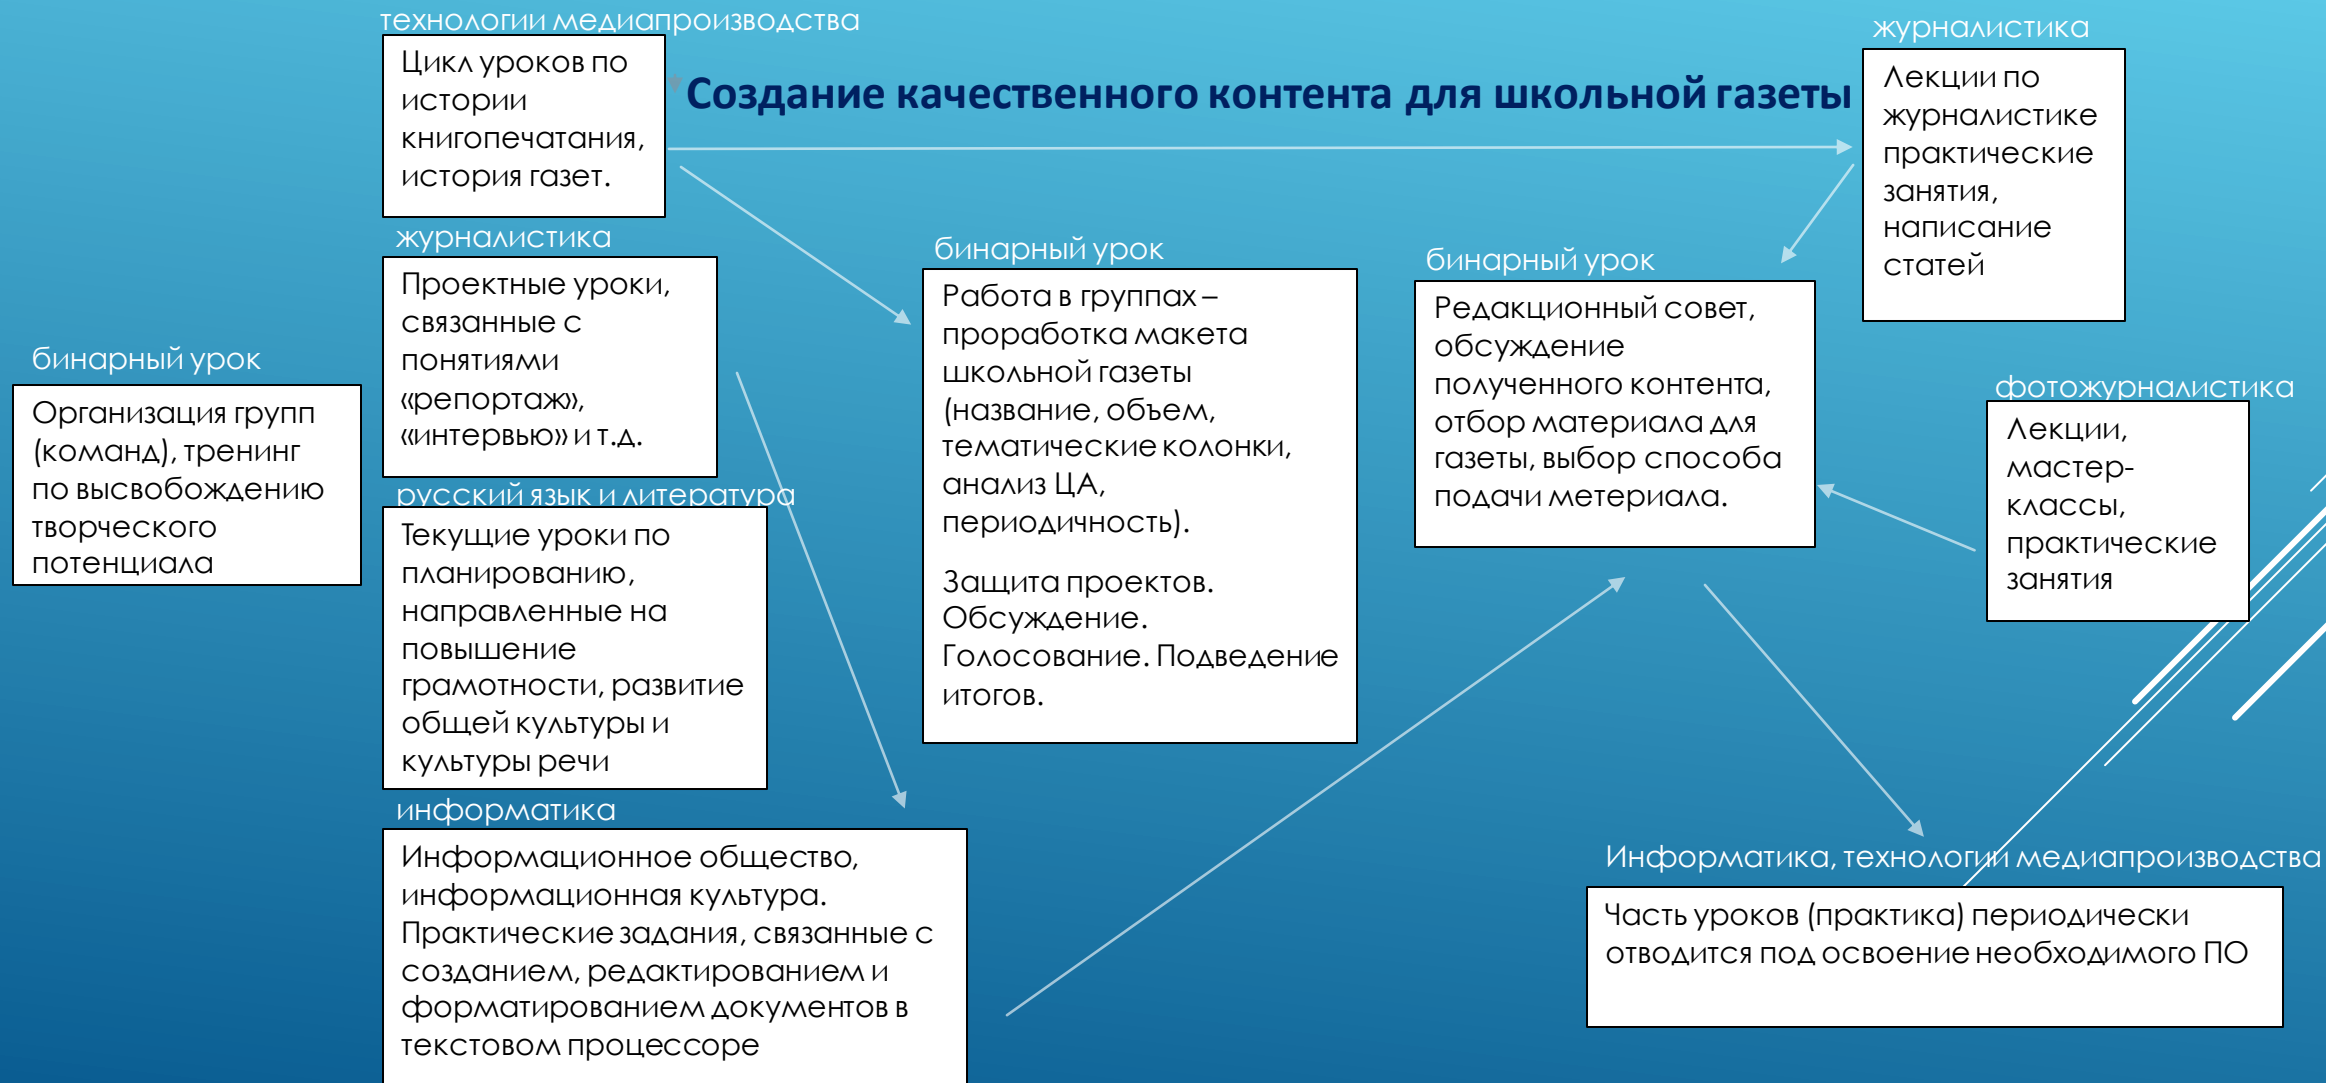 технологии медиапроизводства
Цикл уроков по
истории
книгопечатания,
история газет.
Создание качественного контента для школьной газеты
журналистика
Лекции по
журналистике
практические
занятия,
написание
статей
журналистика
Проектные уроки,
связанные с
понятиями
«репортаж»,
«интервью» и т.д.
бинарный урок
Работа в группах –
проработка макета
школьной газеты
(название, объем,
тематические колонки,
анализ ЦА,
периодичность).
Защита проектов.
Обсуждение.
Голосование. Подведение
итогов.
бинарный урок
Редакционный совет,
обсуждение
полученного контента,
отбор материала для
газеты, выбор способа
подачи метериала.
бинарный урок
Организация групп
(команд), тренинг
по высвобождению
творческого
потенциала
фотожурналистика
Лекции,
мастер-
классы,
практические
занятия
русский язык и литература
Текущие уроки по
планированию,
направленные на
повышение
грамотности, развитие
общей культуры и
культуры речи
информатика
Информационное общество,
информационная культура.
Практические задания, связанные с
созданием, редактированием и
форматированием документов в
текстовом процессоре
Информатика, технологии медиапроизводства
Часть уроков (практика) периодически
отводится под освоение необходимого ПО